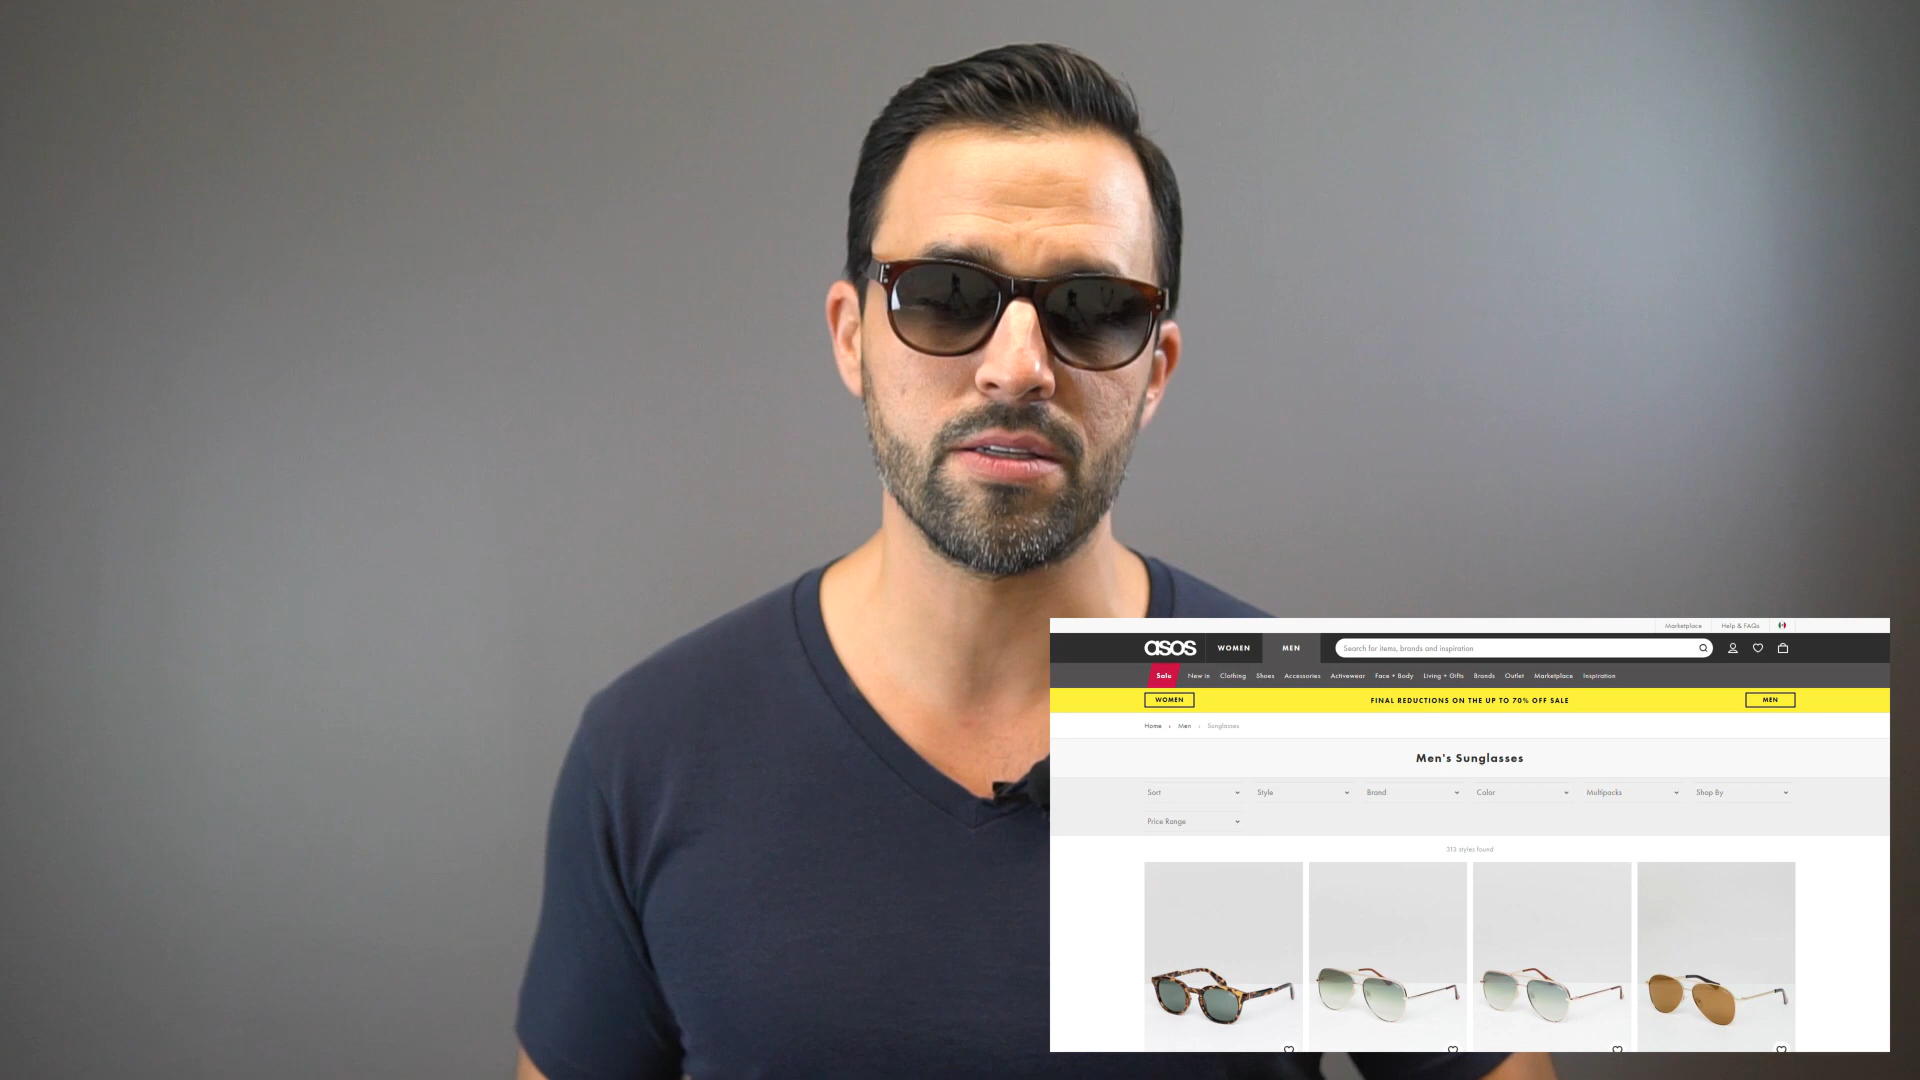 Marketplace Help & FAQs
asos WOMEN MEN Search for items, brands and inspiration
Sale New in Clothing Shoes Accessories Activewear Face + Body Living + Gifts Brands Outlet Marketplace Inspiration
WOMEN FINAL REDUCTIONS ON THE UP TO 70% OFF SALE MEN
Home › Men › Sunglasses
Men's Sunglasses
Sort Style Brand Color Multipacks Shop By
Price Range
313 styles found